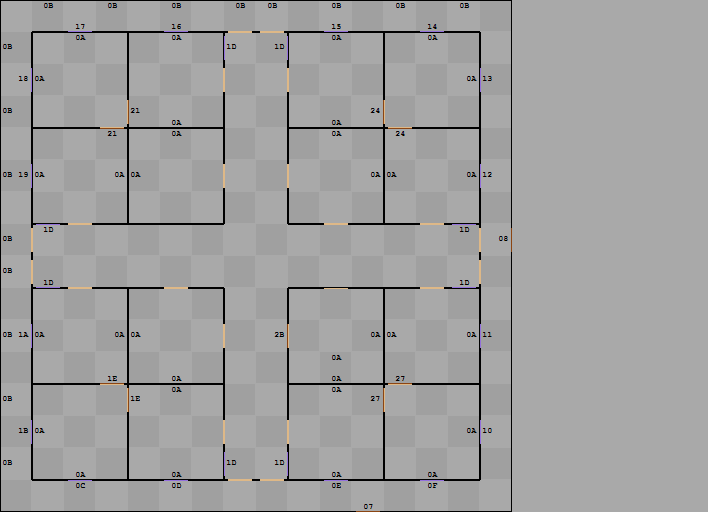 0B 0B 0B 0B 0B 0B 0B 0B
17 16 15 14
0A 0A 0A 0A
0B 1D 1D
18 0A 0A 13
0B 21 24
0A 0A
21 0A 0A 24
0B 19 0A 0A 0A 0A 0A 0A 12
1D 1D
0B 08
0B
1D 1D
0B 1A 0A 0A 0A 2B 0A 0A 0A 11
0A
1E 0A 0A 27
0A 0A
0B 1E 27
1B 0A 0A 10
0B 1D 1D
0A 0A 0A 0A
0C 0D 0E 0F
07